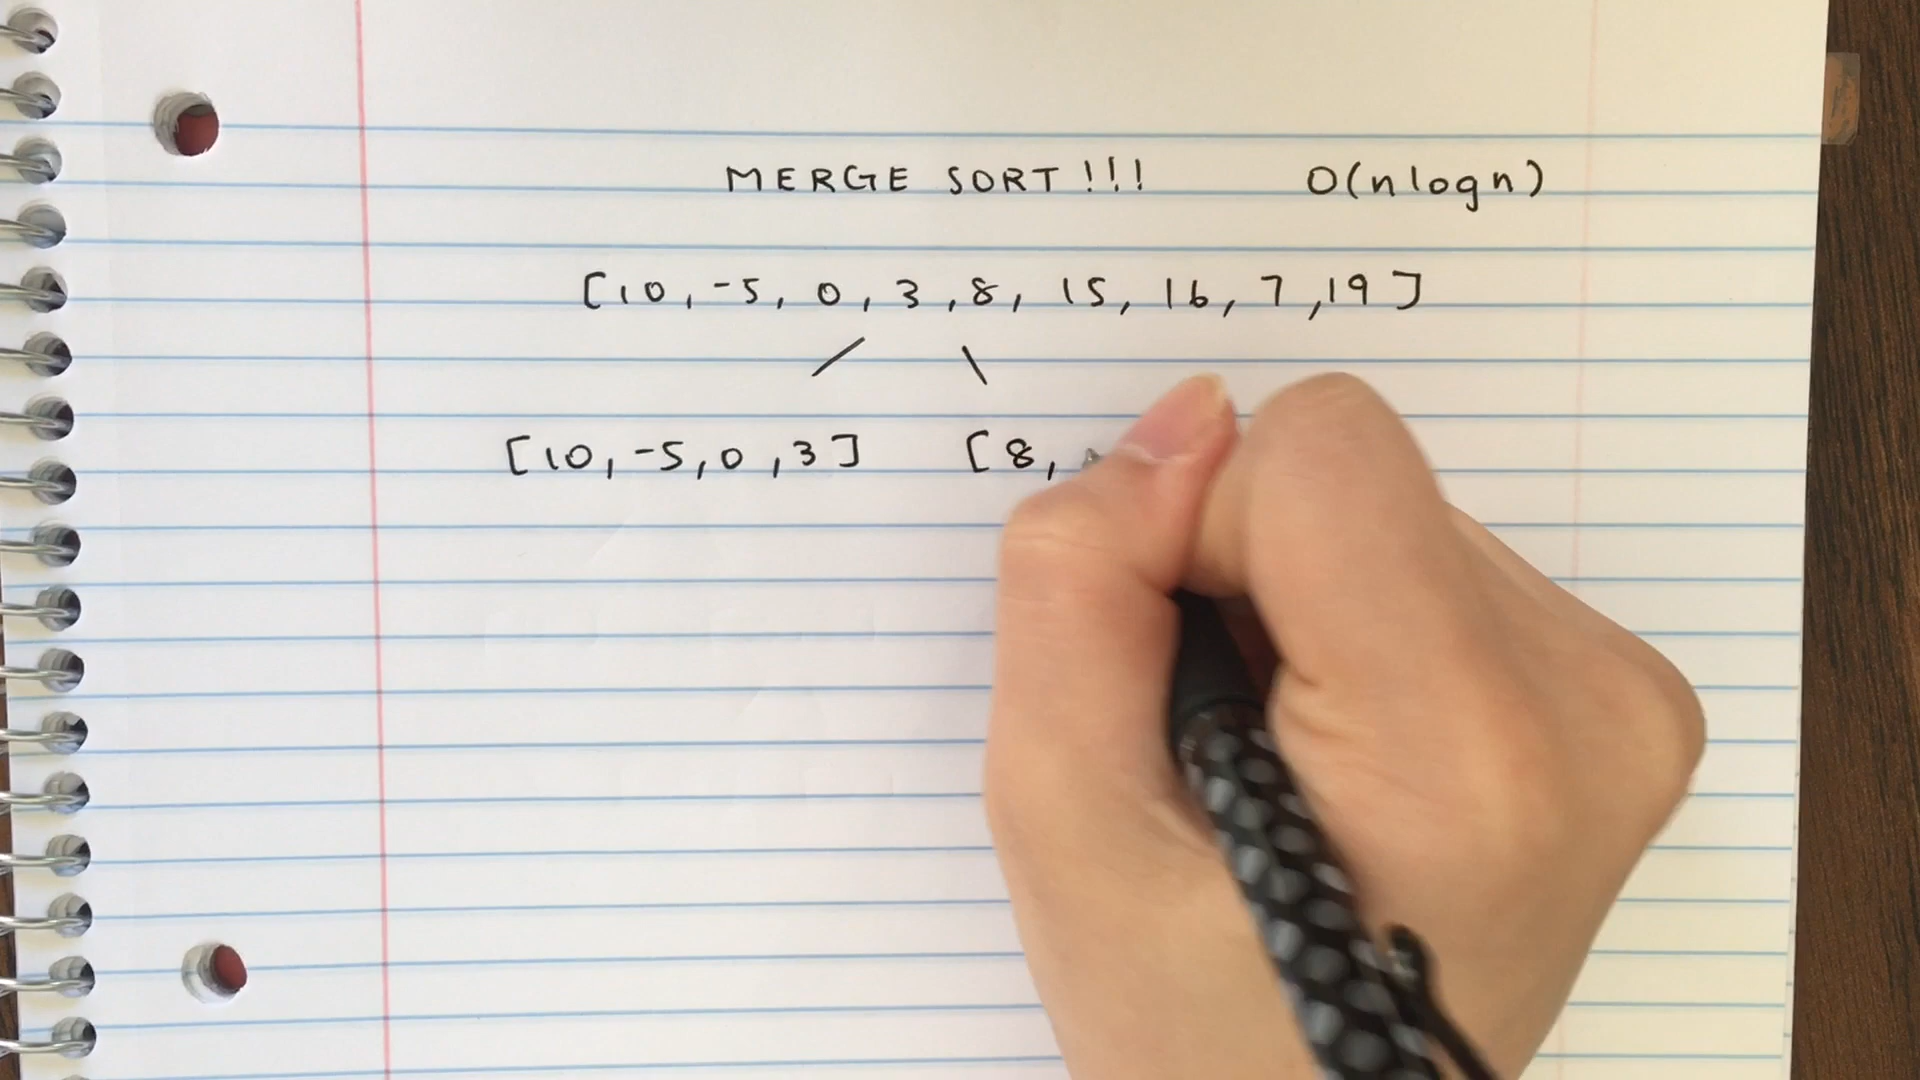 MERGE SORT!!! O(nlogn)
[10, -5, 0, 3, 8, 15, 16, 7, 19]
[10, -5, 0, 3] [8,